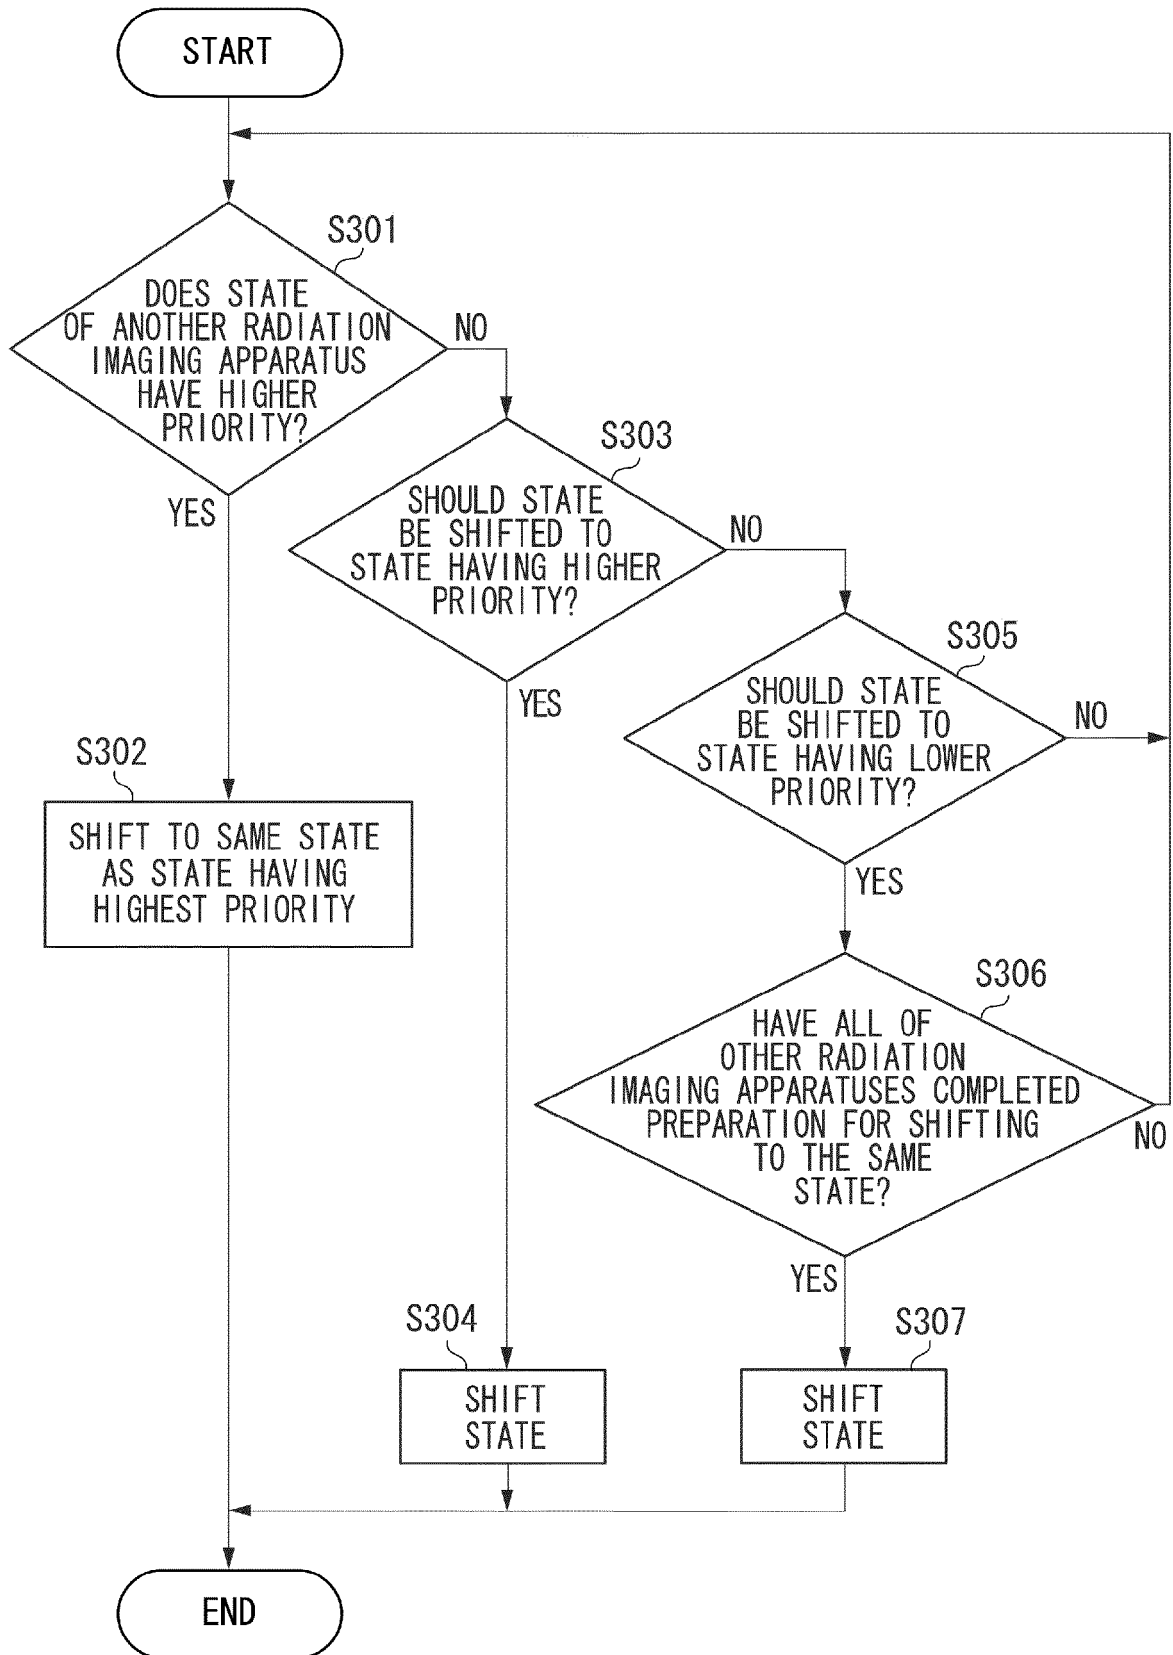 START
S301
DOES STATE
OF ANOTHER RADIATION
IMAGING APPARATUS
HAVE HIGHER
PRIORITY?
NO
YES
S303
SHOULD STATE
BE SHIFTED TO
STATE HAVING HIGHER
PRIORITY?
NO
YES
S305
SHOULD STATE
BE SHIFTED TO
STATE HAVING LOWER
PRIORITY?
NO
YES
S302
SHIFT TO SAME STATE
AS STATE HAVING
HIGHEST PRIORITY
S306
HAVE ALL OF
OTHER RADIATION
IMAGING APPARATUSES COMPLETED
PREPARATION FOR SHIFTING
TO THE SAME
STATE?
NO
YES
S304
SHIFT
STATE
S307
SHIFT
STATE
END